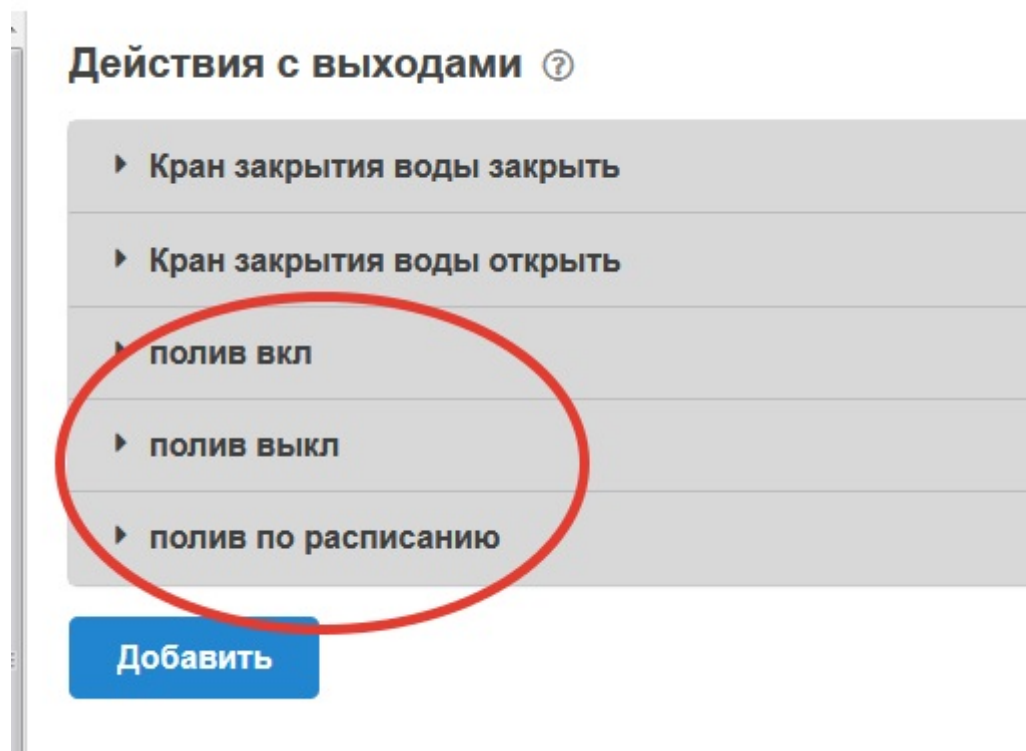 Действия с выходами ?
Кран закрытия воды закрыть
Кран закрытия воды открыть
полив вкл
полив выкл
полив по расписанию
Добавить